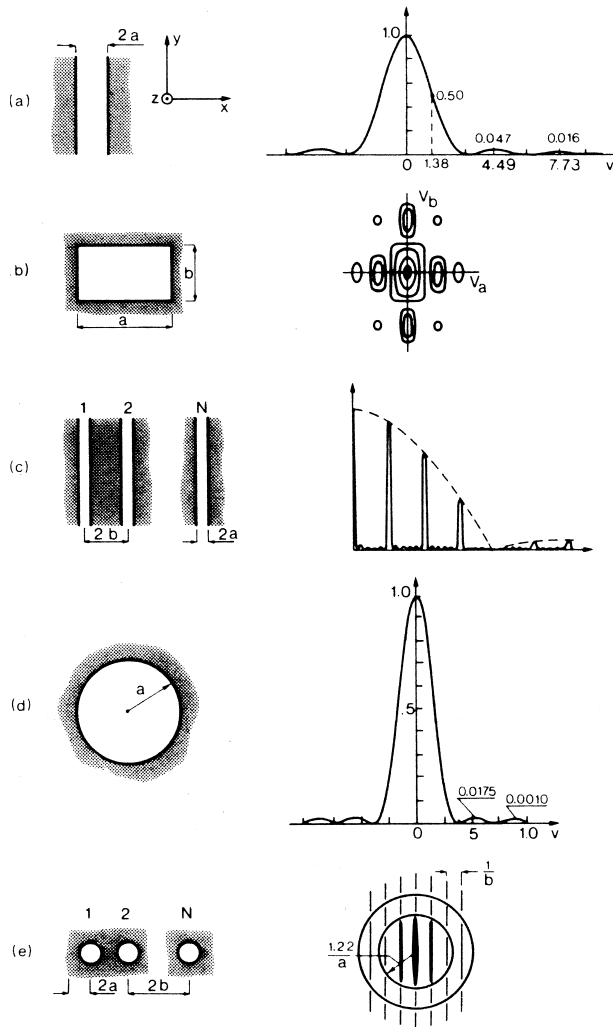 (a)
2a
y
z
x
1.0
0.50
0.047
0.016
0
1.38
4.49
7.73
v
b)
b
a
V_b
V_a
(c)
1 2 N
2 b
2a
(d)
a
1.0
.5
0.0175
0.0010
0 5 1.0 v
(e)
1 2 N
2a
2b
1.22
a
1
b